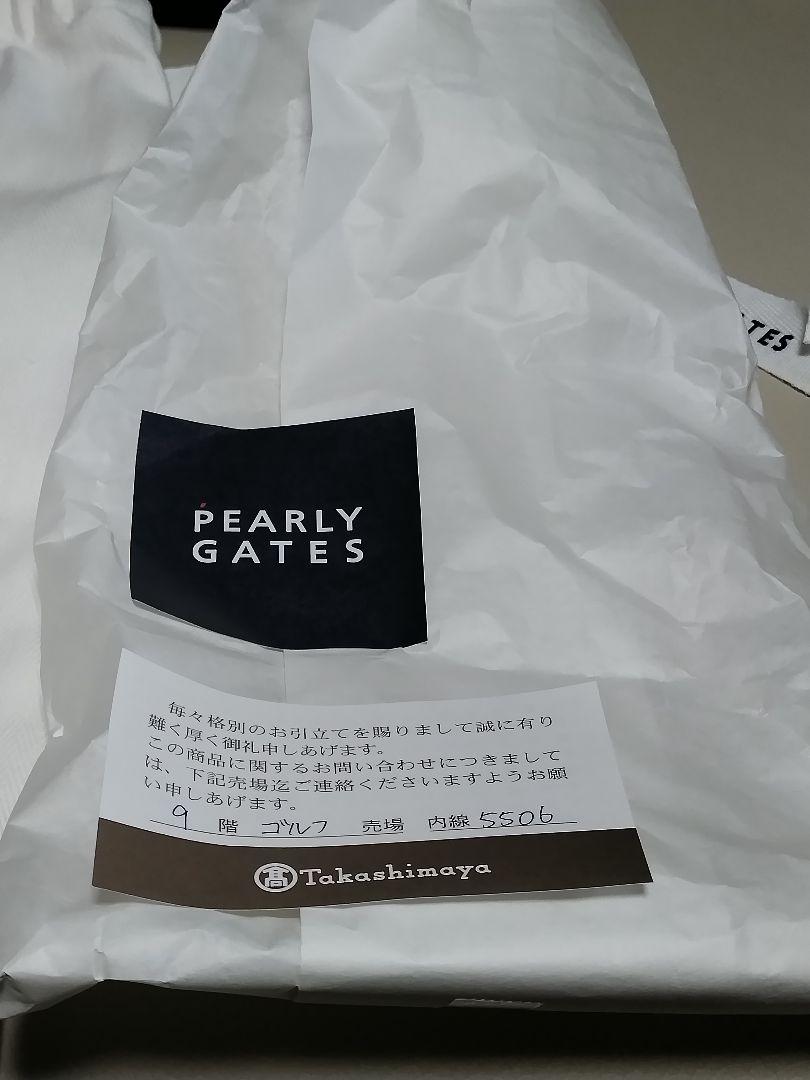 PEARLY
GATES
TES
毎々格別のお引立てを賜りまして誠に有り
難く厚く御礼申しあげます。
この商品に関するお問い合わせにつきまして
は、下記売場迄ご連絡くださいますようお願
い申しあげます。
9 階 ゴルフ 売場 内線 5506
髙 Takashimaya